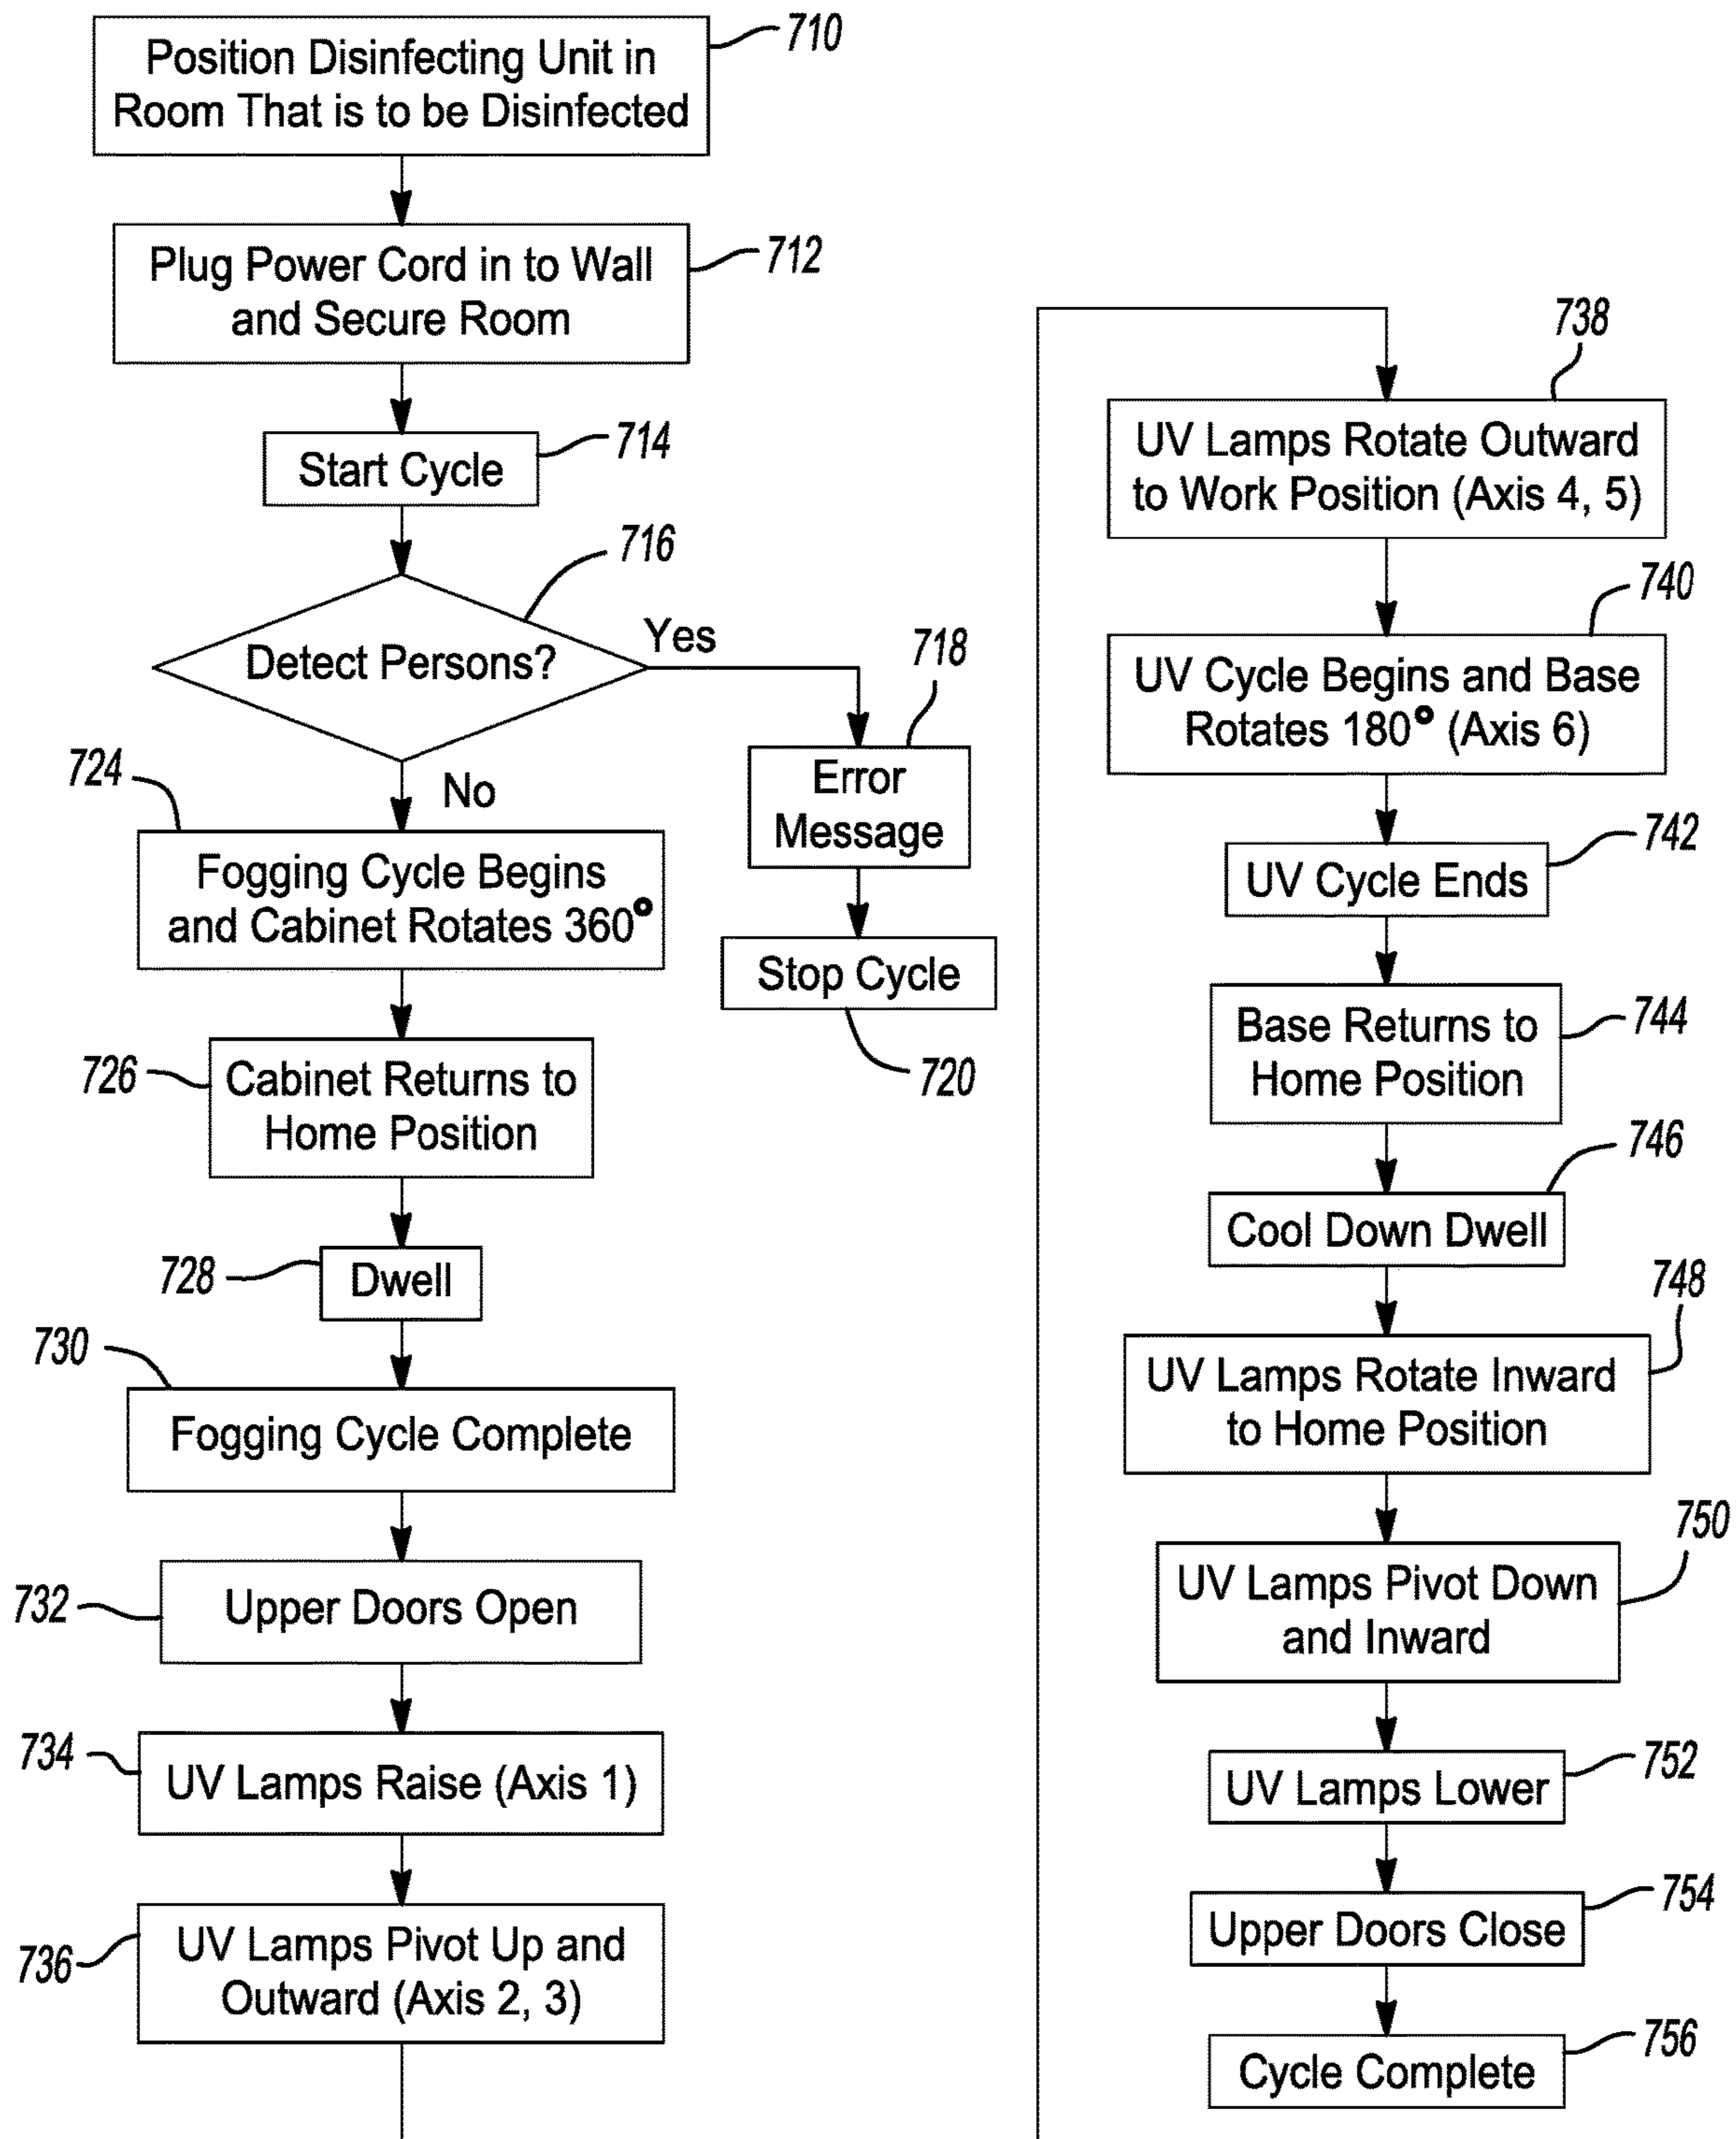 710
Position Disinfecting Unit in
Room That is to be Disinfected
712
Plug Power Cord in to Wall
and Secure Room
714
Start Cycle
716
Detect Persons?
Yes
718
Error
Message
Stop Cycle
720
No
724
Fogging Cycle Begins
and Cabinet Rotates 360°
726
Cabinet Returns to
Home Position
728
Dwell
730
Fogging Cycle Complete
732
Upper Doors Open
734
UV Lamps Raise (Axis 1)
736
UV Lamps Pivot Up and
Outward (Axis 2, 3)
738
UV Lamps Rotate Outward
to Work Position (Axis 4, 5)
740
UV Cycle Begins and Base
Rotates 180° (Axis 6)
742
UV Cycle Ends
744
Base Returns to
Home Position
746
Cool Down Dwell
748
UV Lamps Rotate Inward
to Home Position
750
UV Lamps Pivot Down
and Inward
752
UV Lamps Lower
754
Upper Doors Close
756
Cycle Complete